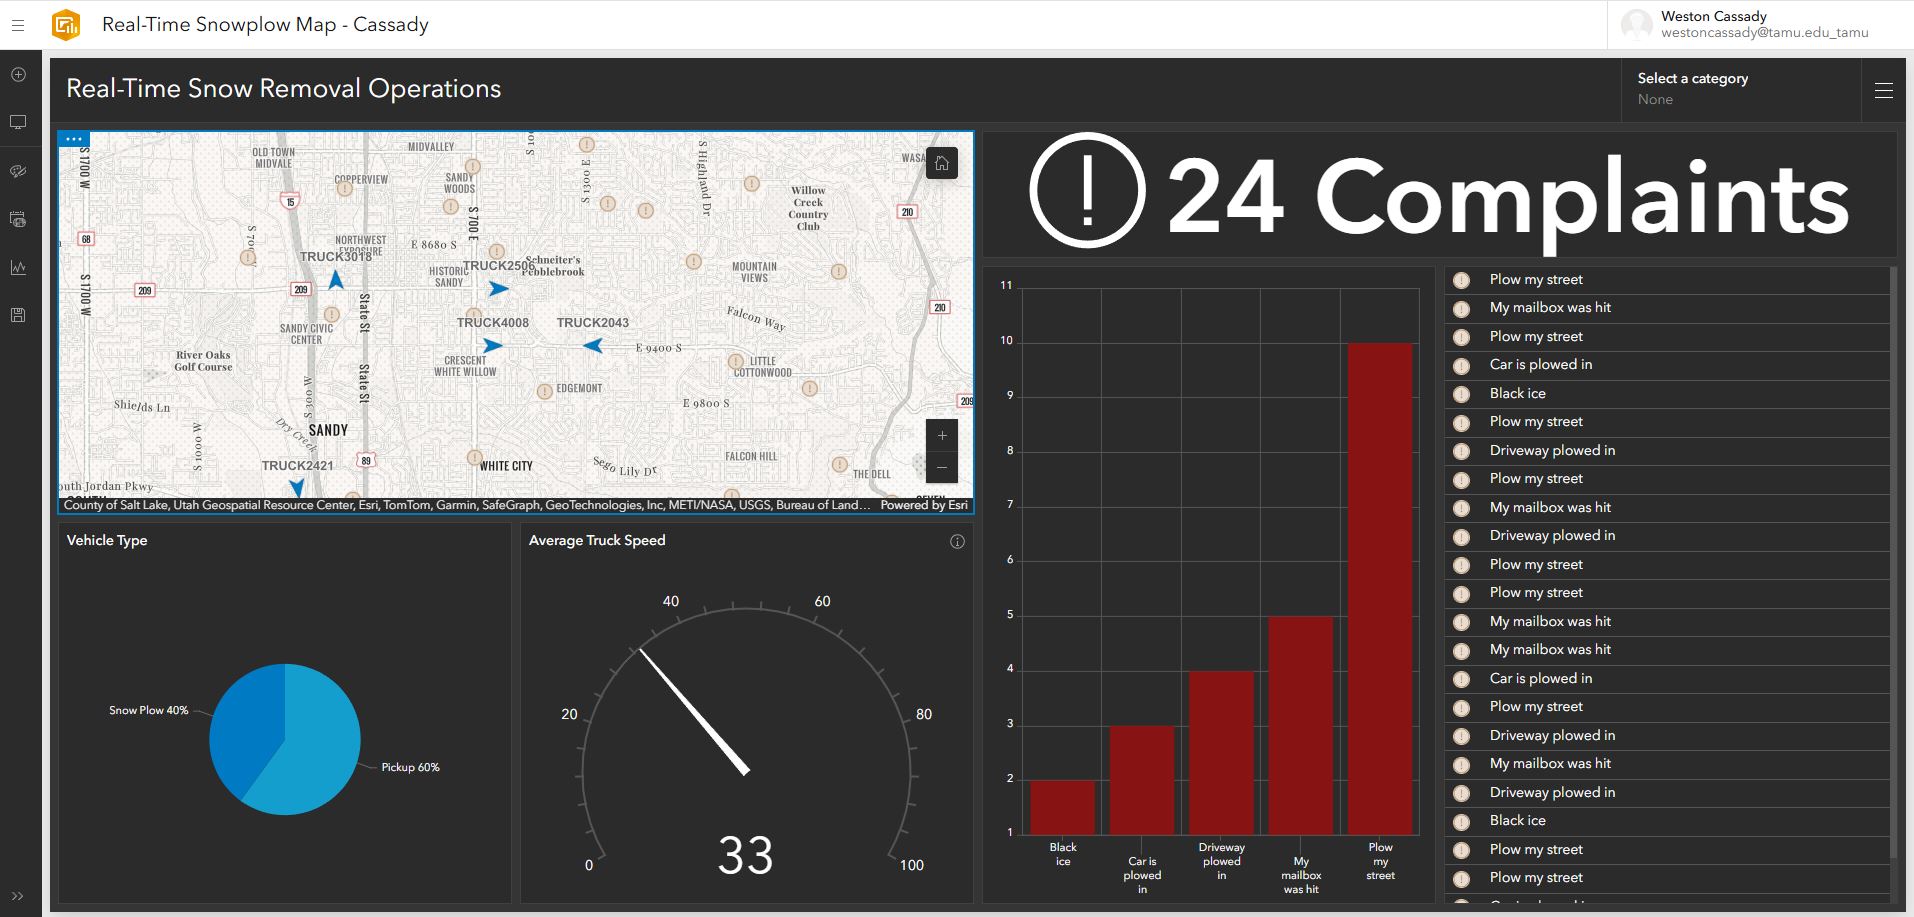 Real-Time Snowplow Map - Cassady
Weston Cassady
westoncassady@tamu.edu_tamu
Real-Time Snow Removal Operations
Select a category
None
S 1700 W
OLD TOWN
MIDVALE
MIDVALLEY
S 1300 E
S Highland Dr
COPPERVIEW
SANDY
WOODS
Willow
Creek
Country
Club
15
S 700 E
210
68
NORTHWEST
EXPOSURE
E 8680 S
TRUCK3018
HISTORIC
SANDY
TRUCK2506
Schneiter's
Pebblebrook
MOUNTAIN
VIEWS
S 1700 W
209
209
State St
210
SANDY CIVIC
CENTER
TRUCK4008
TRUCK2043
Falcon Way
E 9400 S
River Oaks
Golf Course
CRESCENT
WHITE WILLOW
LITTLE
COTTONWOOD
State St
S 300 W
EDGEMONT
Shields Ln
E 9800 S
209
Dry Creek
SANDY
S 1000 W
TRUCK2421
89
WHITE CITY
Sego Lily Dr
FALCON HILL
THE DELL
outh Jordan Pkwy
County of Salt Lake, Utah Geospatial Resource Center, Esri, TomTom, Garmin, SafeGraph, GeoTechnologies, Inc, METI/NASA, USGS, Bureau of Land...
Powered by Esri
24 Complaints
Vehicle Type
Snow Plow 40%
Pickup 60%
Average Truck Speed
0
20
40
60
80
100
33
11
10
9
8
7
6
5
4
3
2
1
Black
ice
Car is
plowed
in
Driveway
plowed
in
My
mailbox
was hit
Plow
my
street
Plow my street
My mailbox was hit
Plow my street
Car is plowed in
Black ice
Plow my street
Driveway plowed in
Plow my street
My mailbox was hit
Driveway plowed in
Plow my street
Plow my street
My mailbox was hit
My mailbox was hit
Car is plowed in
Plow my street
Driveway plowed in
My mailbox was hit
Driveway plowed in
Black ice
Plow my street
Plow my street